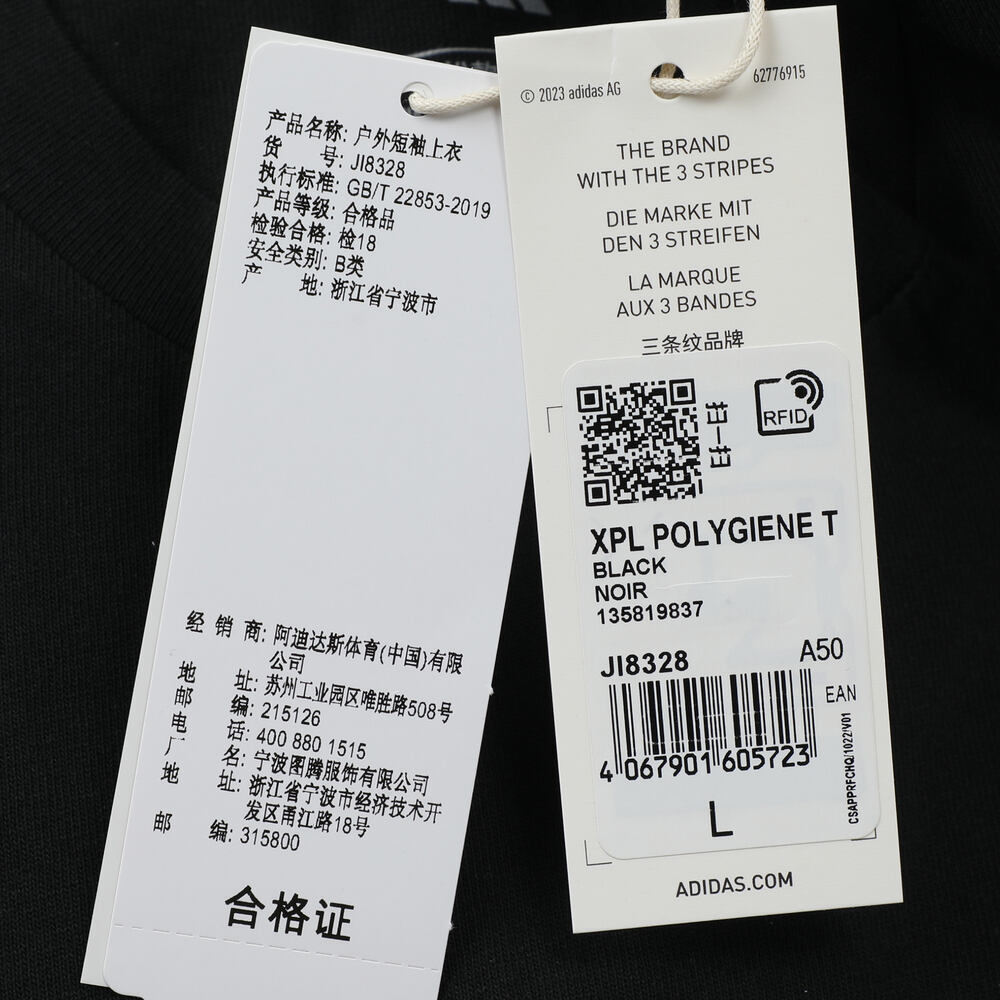 产品名称: 户外短袖上衣
货 号: JI8328
执行标准: GB/T 22853-2019
产品等级: 合格品
检验合格: 检18
安全类别: B类
产 地: 浙江省宁波市
经 销 商: 阿迪达斯体育(中国)有限
公司
地 址: 苏州工业园区唯胜路508号
邮 编: 215126
电 话: 400 880 1515
厂 名: 宁波图腾服饰有限公司
地 址: 浙江省宁波市经济技术开
发区甬江路18号
邮 编: 315800
合格证
© 2023 adidas AG
62776915
THE BRAND
WITH THE 3 STRIPES
DIE MARKE MIT
DEN 3 STREIFEN
LA MARQUE
AUX 3 BANDES
三条纹品牌
扫一扫
RFID
XPL POLYGIENE T
BLACK
NOIR
135819837
JI8328
A50
EAN
4 067901 605723
CSAPPRFCHQ/1022/V01
L
ADIDAS.COM